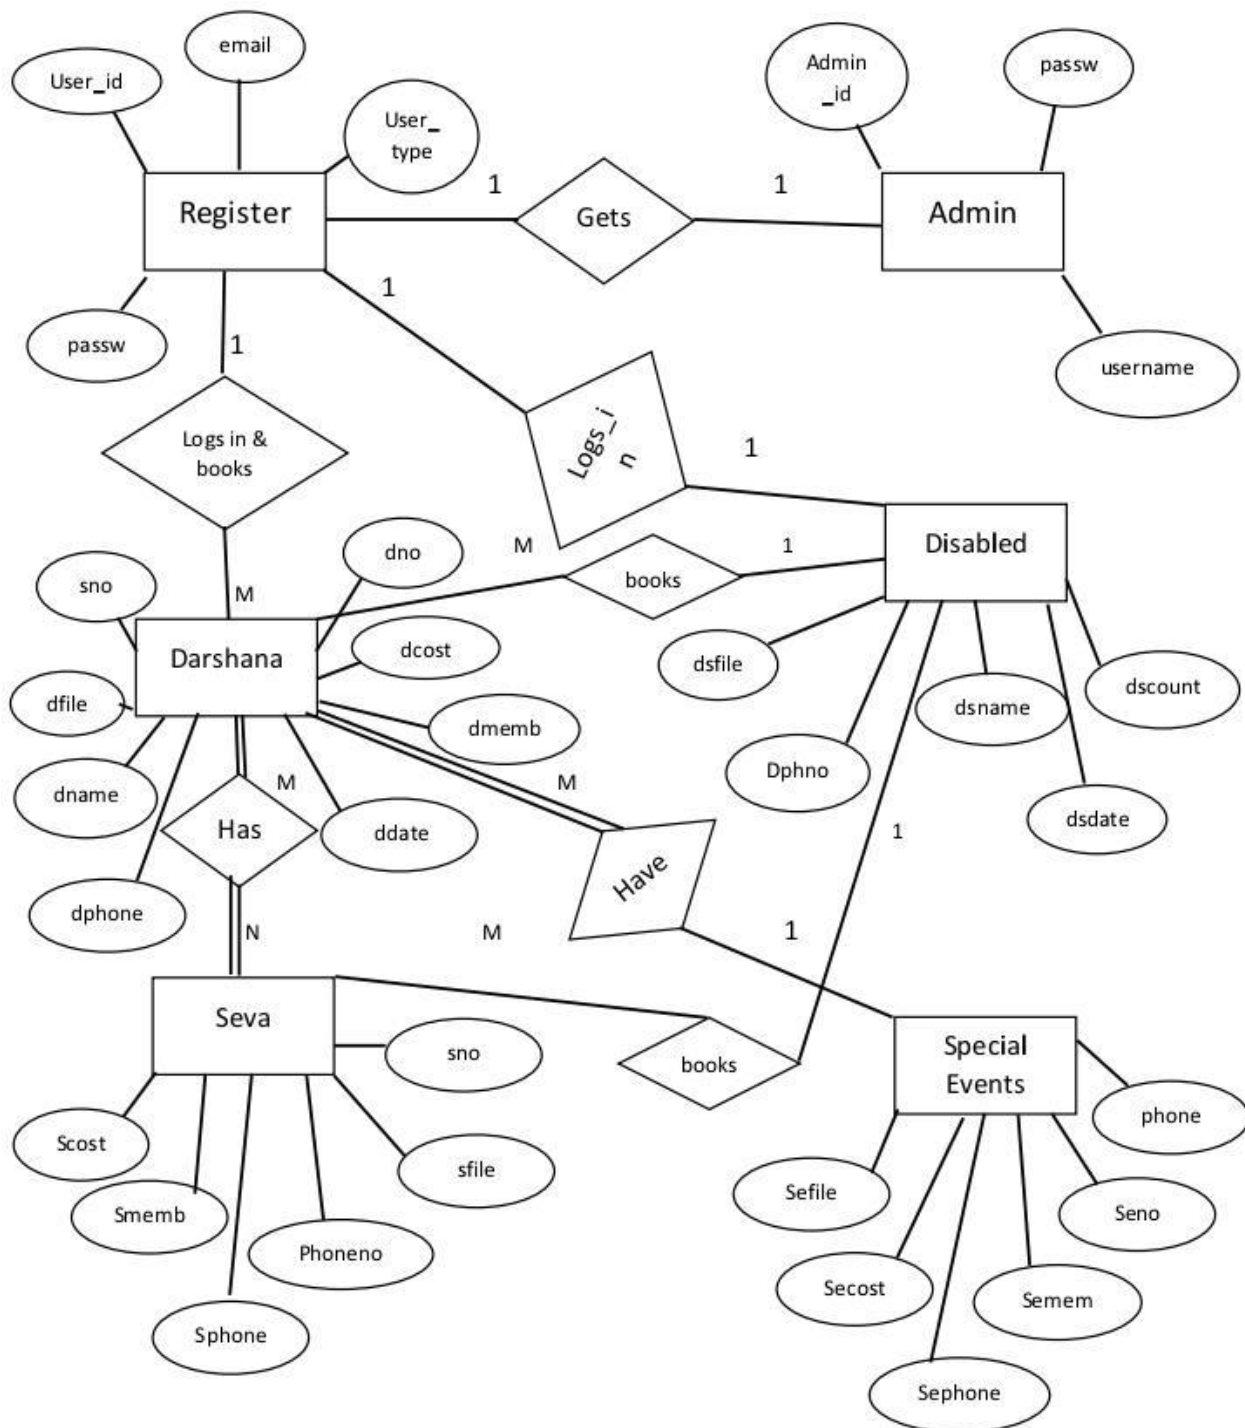 email
User_id
Admin
_id
passw
User_
type
Register
1
Gets
1
Admin
1
passw
1
username
Logs in &
books
Logs_i
n
1
dno
M
1
Disabled
sno
M
books
Darshana
dcost
dsfile
dscount
dfile
dmemb
dsname
dname
M
M
Dphno
Has
ddate
dsdate
1
Have
dphone
N
M
1
Seva
sno
books
Special
Events
Scost
sfile
phone
Smemb
Phoneno
Sefile
Seno
Secost
Semem
Sphone
Sephone